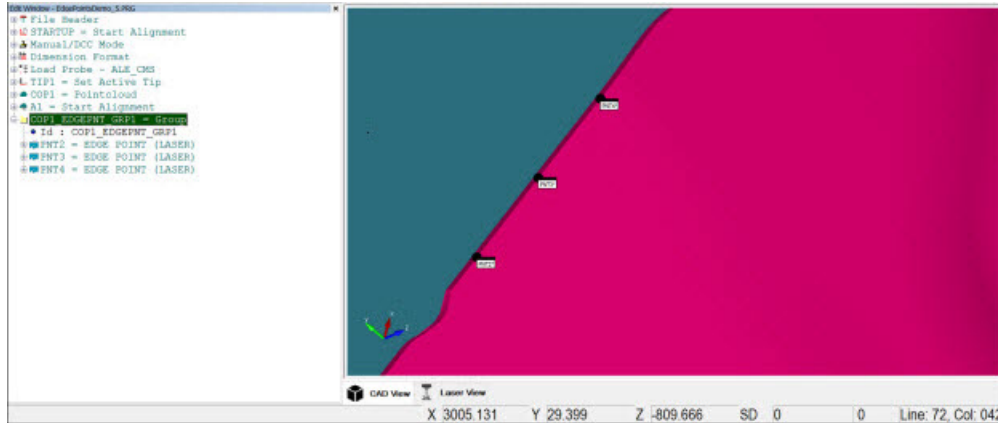 Edit Window - EdgePointsDemo_5.PRG
File Header
STARTUP = Start Alignment
Manual/DCC Mode
Dimension Format
Load Probe - ALE_CMS
TIP1 = Set Active Tip
COP1 = Pointcloud
A1 = Start Alignment
COP1_EDGEPNT_GRP1 = Group
Id : COP1_EDGEPNT_GRP1
PNT2 = EDGE POINT (LASER)
PNT3 = EDGE POINT (LASER)
PNT4 = EDGE POINT (LASER)
CAD View Laser View
X 3005.131 Y 29.399 Z -809.666 SD 0 0 Line: 72, Col: 042